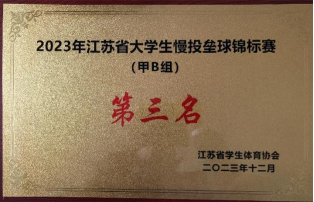 2023年江苏省大学生慢投垒球锦标赛
（甲B组）
第三名
江苏省学生体育协会
二〇二三年十二月